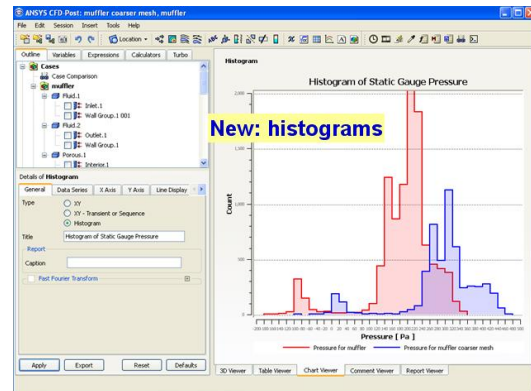 ANSYS CFD-Post: muffler coarser mesh, muffler
File Edit Session Insert Tools Help
Location
Outline Variables Expressions Calculators Turbo
Cases
Case Comparison
muffler
Fluid.1
Inlet.1
Wall Group.1 001
Fluid.2
Outlet.1
Wall Group.1
Porous.1
Interior.1
Details of Histogram
General Data Series X Axis Y Axis Line Display
Type
XY
XY - Transient or Sequence
Histogram
Title Histogram of Static Gauge Pressure
Report
Caption
Fast Fourier Transform
Apply Export Reset Defaults
Histogram
Histogram of Static Gauge Pressure
New: histograms
Count
Pressure [ Pa ]
Pressure for muffler Pressure for muffler coarser mesh
3D Viewer Table Viewer Chart Viewer Comment Viewer Report Viewer